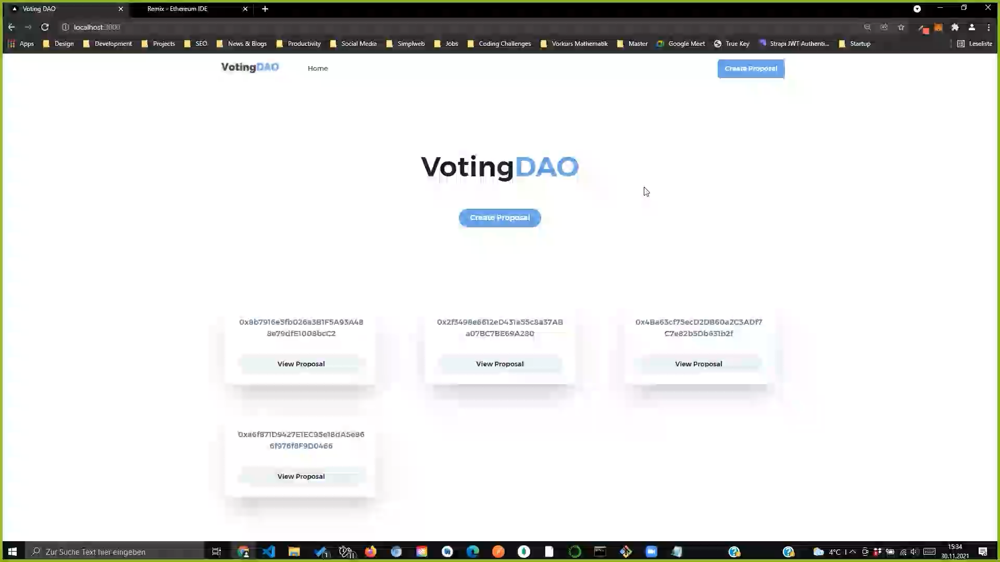 Voting DAO
Remix - Ethereum IDE
localhost:3000
Apps Design Development Projects SEO News & Blogs Productivity Social Media Simplweb Jobs Coding Challenges Vorkurs Mathematik Master Google Meet True Key Strapi JWT Authenti... Startup Leseliste
VotingDAO Home Create Proposal
VotingDAO
Create Proposal
0x8b7916e5fb026a3B1F5A93A48
8e79dfE1008bcC2
View Proposal
0x2f3498e6612eD431a55c8a37AB
a07BC7BE69A280
View Proposal
0x4Ba63cf75ecD2DB60a2C3ADf7
C7e82b5Db631b2f
View Proposal
0xa6f871D9427E1EC95e18dA5e86
6f976f8F9D0466
View Proposal
Zur Suche Text hier eingeben
4°C
15:34
30.11.2021